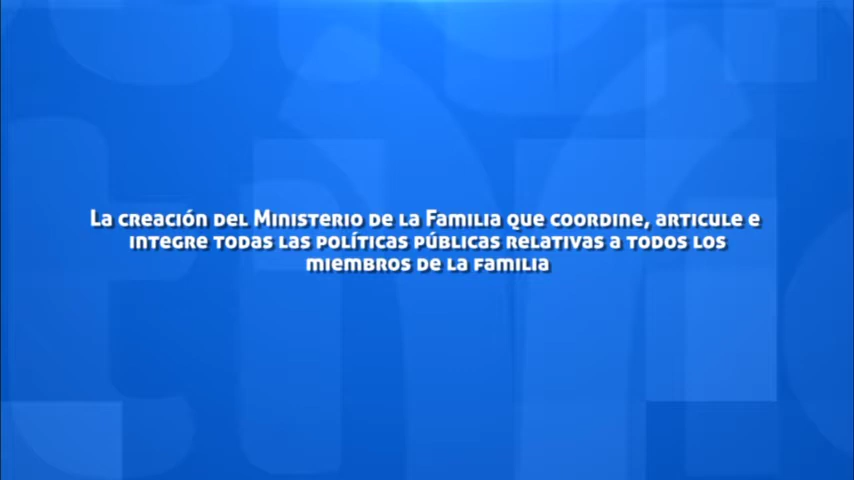 La creación del Ministerio de la Familia que coordine, articule e
integre todas las políticas públicas relativas a todos los
miembros de la familia